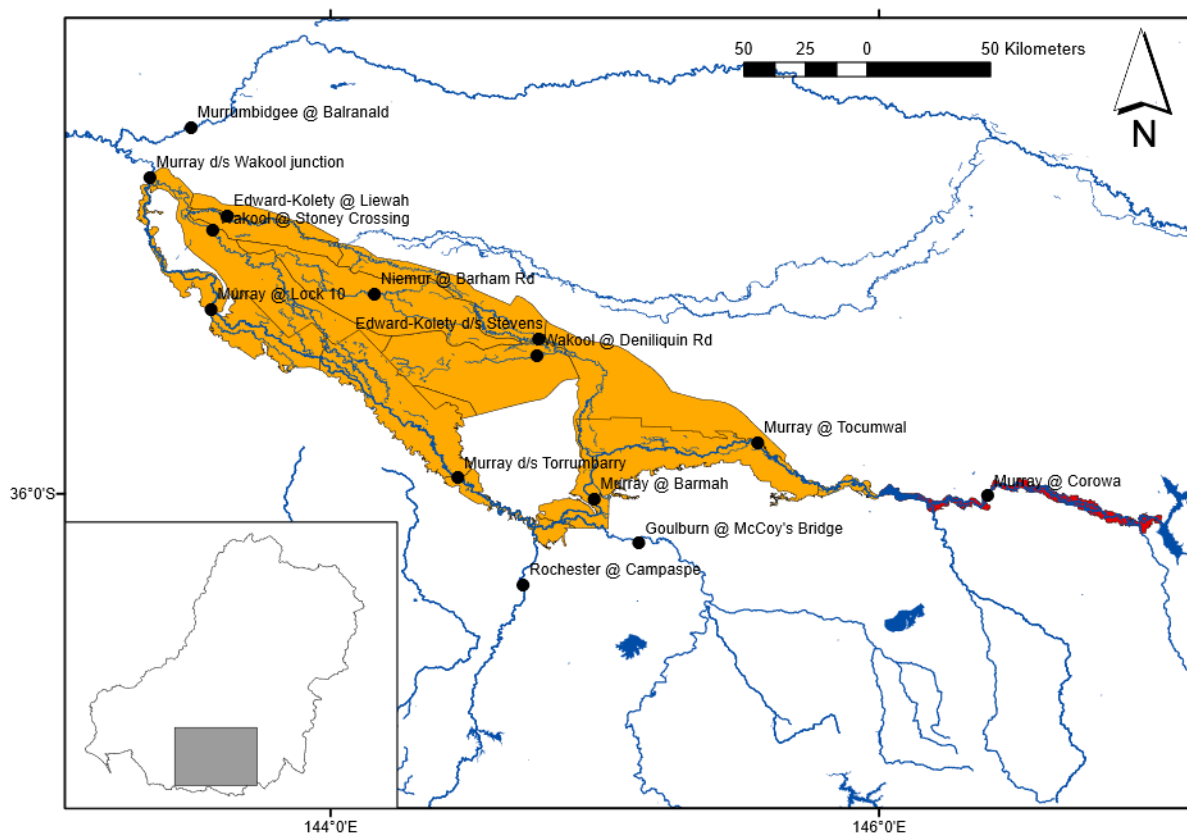 50 25 0 50 Kilometers
N
Murrumbidgee @ Balranald
Murray d/s Wakool junction
Edward-Kolety @ Liewah
Wakool @ Stoney Crossing
Niemur @ Barham Rd
Murray @ Lock 10
Edward-Kolety d/s Stevens
Wakool @ Deniliquin Rd
Murray @ Tocumwal
Murray d/s Torrumbarry
Murray @ Corowa
36°0'S
Murray @ Barmah
Goulburn @ McCoy's Bridge
Rochester @ Campaspe
144°0'E
146°0'E